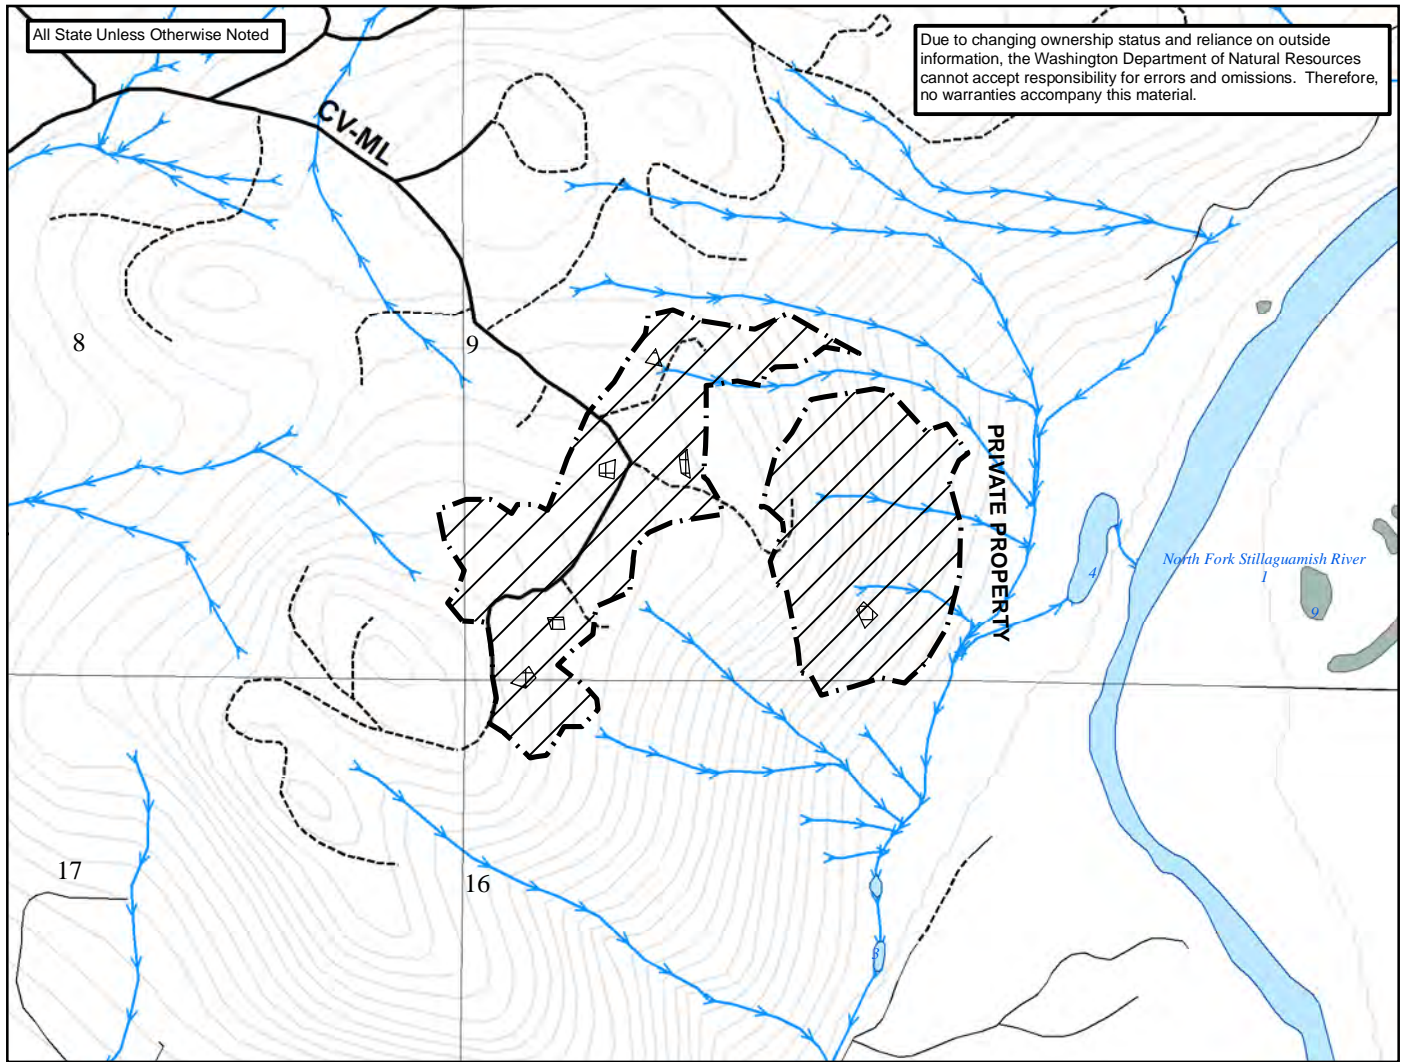 All State Unless Otherwise Noted
Due to changing ownership status and reliance on outside
information, the Washington Department of Natural Resources
cannot accept responsibility for errors and omissions. Therefore,
no warranties accompany this material.
CV-ML
8
9
PRIVATE PROPERTY
North Fork Stillaguamish River
1
4
9
17
16
3